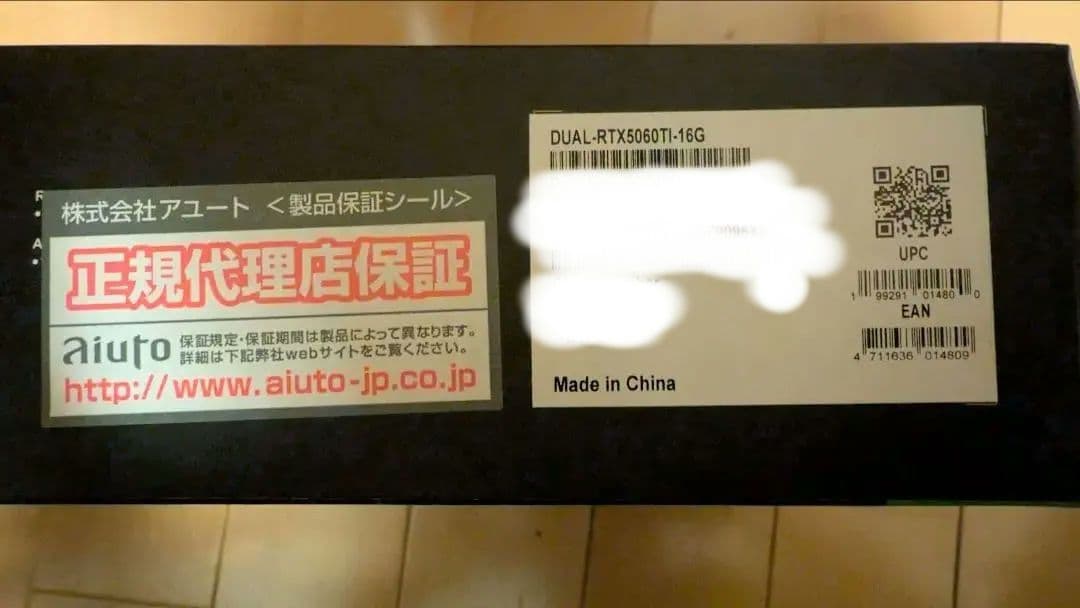 株式会社アユート <製品保証シール>
正規代理店保証
aiuto
保証規定・保証期間は製品によって異なります。
詳細は下記弊社webサイトをご覧ください。
http://www.aiuto-jp.co.jp
DUAL-RTX5060TI-16G
UPC
1 99291 01480 0
EAN
4 711636 014809
Made in China
R
A